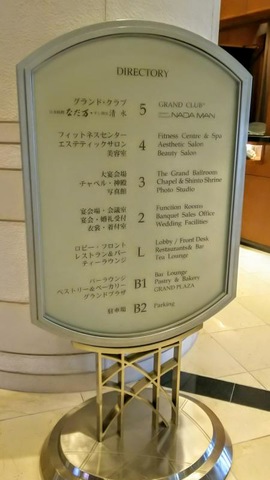 DIRECTORY
グランド・クラブ 5 GRAND CLUB
なだ万 清水 NADA MAN
フィットネスセンター 4 Fitness Centre & Spa
エステティックサロン Aesthetic Salon
美容室 Beauty Salon
大宴会場 3 The Grand Ballroom
チャペル・神殿 Chapel & Shinto Shrine
写真館 Photo Studio
宴会場・会議室 2 Function Rooms
宴会・婚礼受付 Banquet Sales Office
衣裳・着付室 Wedding Facilities
ロビー・フロント L Lobby / Front Desk
レストラン&バー Restaurants& Bar
ティーラウンジ Tea Lounge
バーラウンジ B1 Bar Lounge
ペストリー&ベーカリー Pastry & Bakery
グランドプラザ GRAND PLAZA
駐車場 B2 Parking